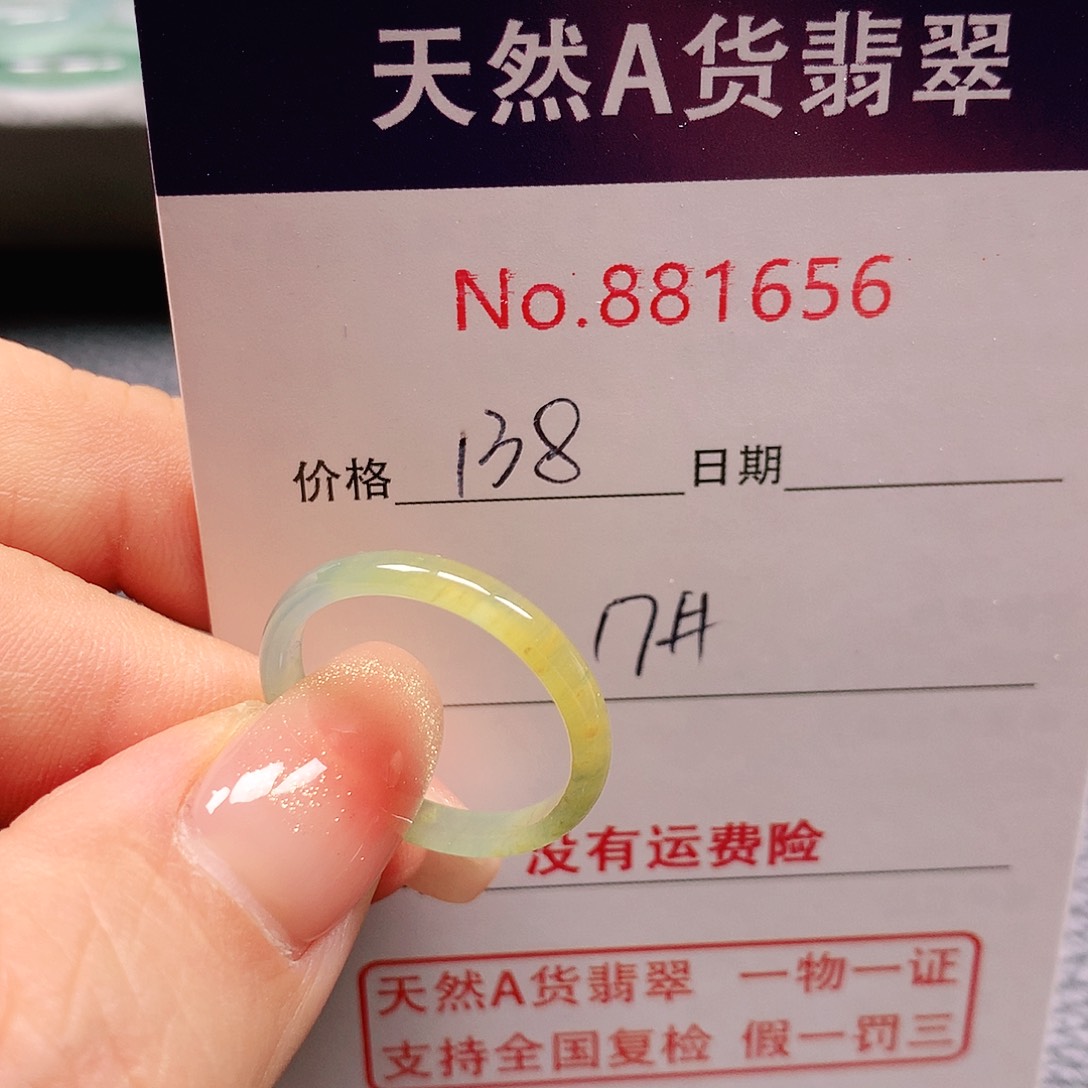 天然A货翡翠
No.881656
价格 138 日期
17#
没有运费险
天然A货翡翠 一物一证
支持全国复检 假一罚三